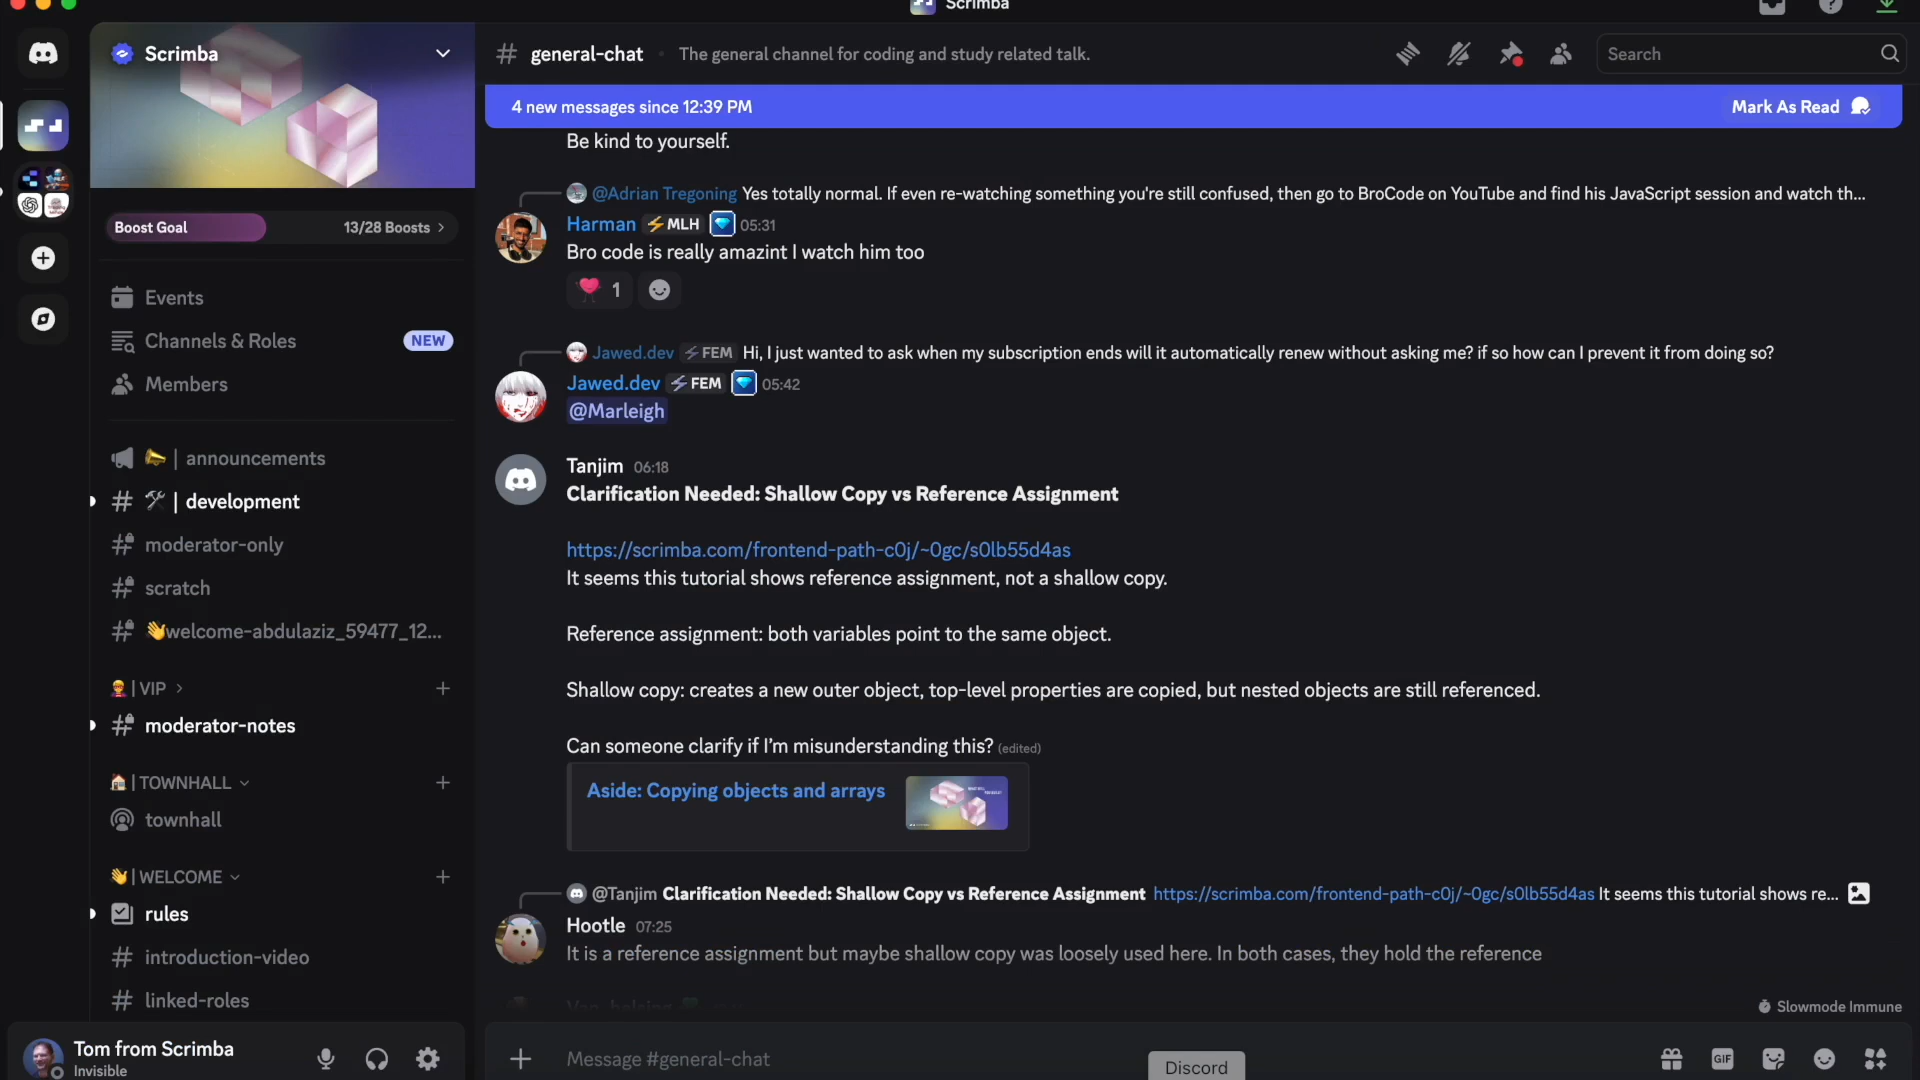 Scrimba
Scrimba
Boost Goal
13/28 Boosts
Events
Channels & Roles
NEW
Members
| announcements
| development
moderator-only
scratch
👋welcome-abdulaziz_59477_12...
| VIP
moderator-notes
| TOWNHALL
townhall
| WELCOME
rules
introduction-video
linked-roles
Tom from Scrimba
Invisible
# general-chat
The general channel for coding and study related talk.
Search
4 new messages since 12:39 PM
Mark As Read
Be kind to yourself.
@Adrian Tregoning Yes totally normal. If even re-watching something you're still confused, then go to BroCode on YouTube and find his JavaScript session and watch th...
Harman MLH 05:31
Bro code is really amazint I watch him too
1
Jawed.dev FEM Hi, I just wanted to ask when my subscription ends will it automatically renew without asking me? if so how can I prevent it from doing so?
Jawed.dev FEM 05:42
@Marleigh
Tanjim 06:18
Clarification Needed: Shallow Copy vs Reference Assignment
https://scrimba.com/frontend-path-c0j/~0gc/s0lb55d4as
It seems this tutorial shows reference assignment, not a shallow copy.
Reference assignment: both variables point to the same object.
Shallow copy: creates a new outer object, top-level properties are copied, but nested objects are still referenced.
Can someone clarify if I'm misunderstanding this? (edited)
Aside: Copying objects and arrays
@Tanjim Clarification Needed: Shallow Copy vs Reference Assignment https://scrimba.com/frontend-path-c0j/~0gc/s0lb55d4as It seems this tutorial shows re...
Hootle 07:25
It is a reference assignment but maybe shallow copy was loosely used here. In both cases, they hold the reference
Slowmode Immune
Message #general-chat
GIF
Discord